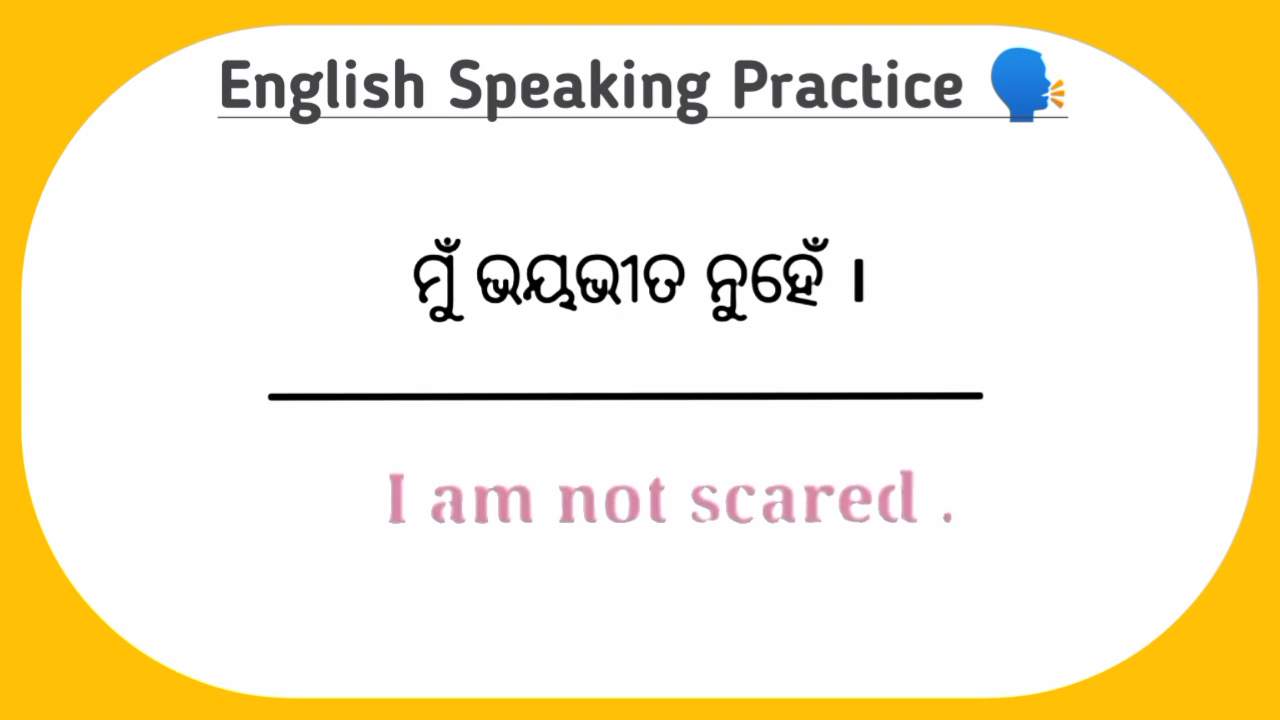 English Speaking Practice 🗣
ମୁଁ ଭୟଭୀତ ନୁହେଁ ।
I am not scared .